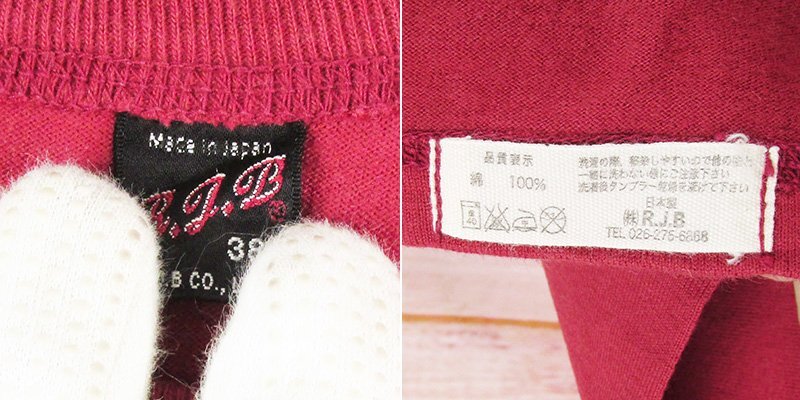 Made in Japan
R.J.B
38
B CO.,
品質表示
綿 100%
洗濯の際、移染しやすいので他の
一緒に洗わない様にご注意下さい
洗濯後タンブラー乾燥を避けて下さい
日本製
㈱R.J.B
TEL 026-275-6868